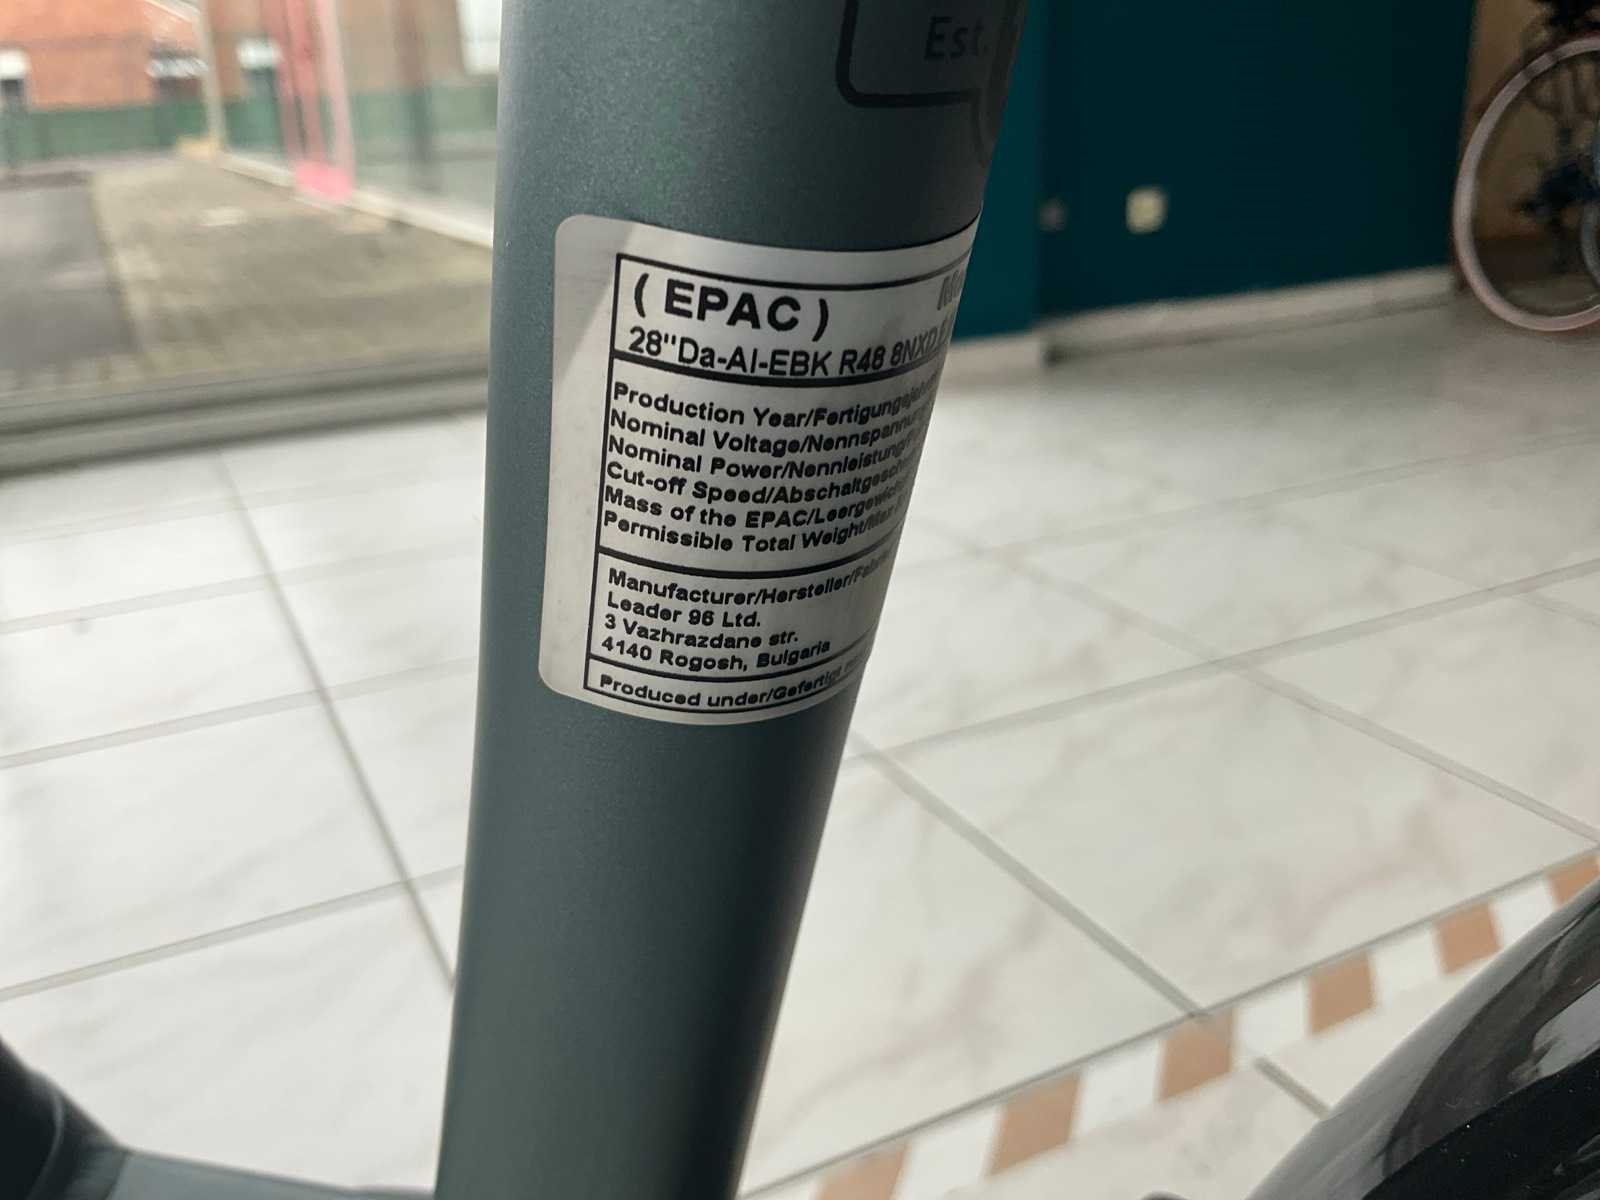 Est.
( EPAC )
28"Da-Al-EBK R48 8NXD
Production Year/Fertigungsjahr
Nominal Voltage/Nennspannung
Nominal Power/Nennleistung/
Cut-off Speed/
Mass of the EPAC/Leergewicht
Permissible Total Weight/Max
Manufacturer/Hersteller/
Leader 96 Ltd.
3 Vazhrazdane str.
4140 Rogosh, Bulgaria
Produced under/Gefertigt